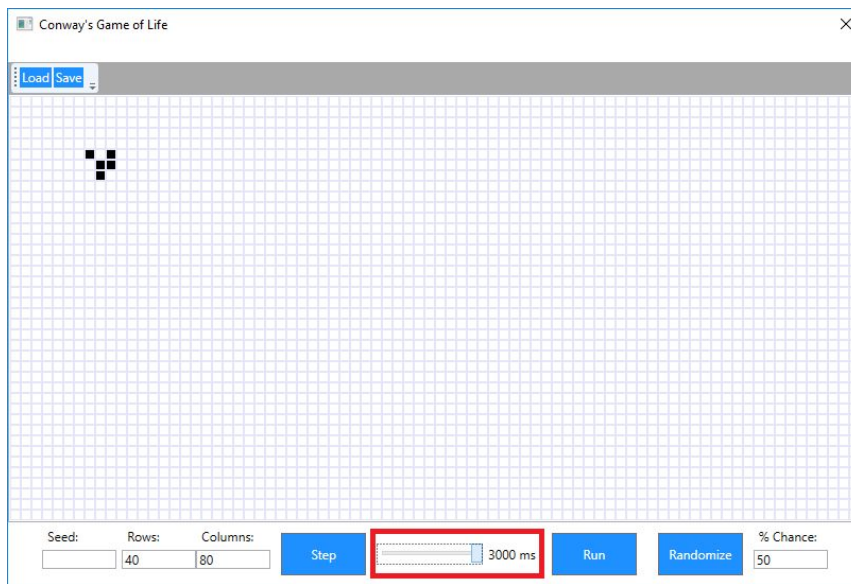 Conway's Game of Life
Load Save
Seed: Rows: Columns: % Chance:
40 80 Step 3000 ms Run Randomize 50